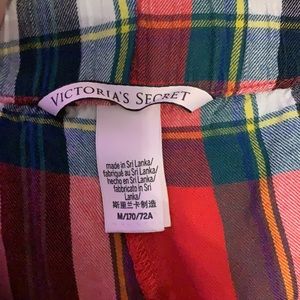 VICTORIA'S SECRET
made in Sri Lanka/
fabriqué au Sri Lanka/
hecho en Sri Lanka/
fabbricato in Sri
Lanka/
斯里兰卡制造
M/170/72A